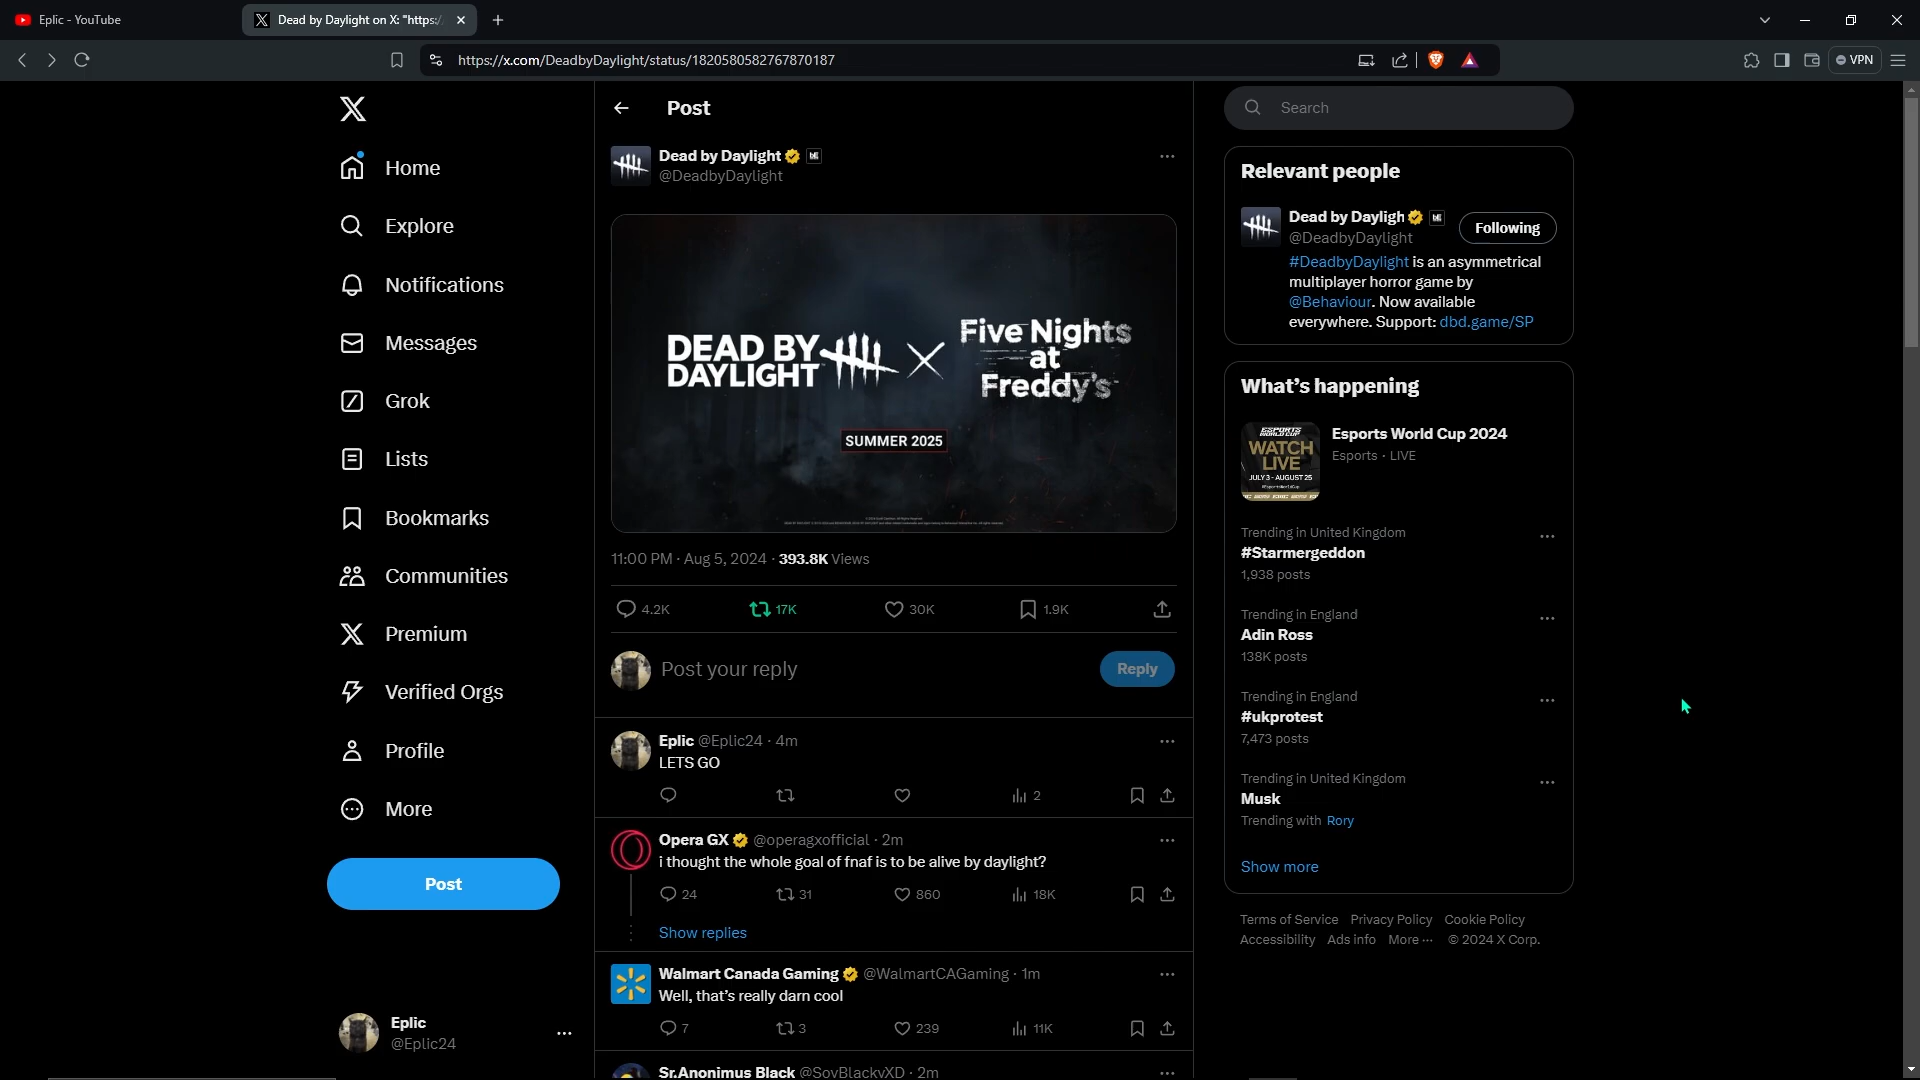 Eplic - YouTube
Dead by Daylight on X: "https:/
https://x.com/DeadbyDaylight/status/1820580582767870187
VPN
Home
Explore
Notifications
Messages
Grok
Lists
Bookmarks
Communities
Premium
Verified Orgs
Profile
More
Post
Eplic
@Eplic24
Post
Dead by Daylight
@DeadbyDaylight
DEAD BY
DAYLIGHT
Five Nights
at
Freddy's
SUMMER 2025
11:00 PM · Aug 5, 2024 · 393.8K Views
4.2K 17K 30K 1.9K
Post your reply
Reply
Eplic @Eplic24 · 4m
LETS GO
2
Opera GX @operagxofficial · 2m
i thought the whole goal of fnaf is to be alive by daylight?
24 31 860 18K
Show replies
Walmart Canada Gaming @WalmartCAGaming · 1m
Well, that's really darn cool
7 3 239 11K
Sr.Anonimus Black @SoyBlackyXD · 2m
Search
Relevant people
Dead by Dayligh
@DeadbyDaylight
Following
#DeadbyDaylight is an asymmetrical
multiplayer horror game by
@Behaviour. Now available
everywhere. Support: dbd.game/SP
What's happening
ESPORTS
WORLD CUP
WATCH
LIVE
JULY 3 - AUGUST 25
Esports World Cup 2024
Esports · LIVE
Trending in United Kingdom
#Starmergeddon
1,938 posts
Trending in England
Adin Ross
138K posts
Trending in England
#ukprotest
7,473 posts
Trending in United Kingdom
Musk
Trending with Rory
Show more
Terms of Service Privacy Policy Cookie Policy
Accessibility Ads info More ··· © 2024 X Corp.